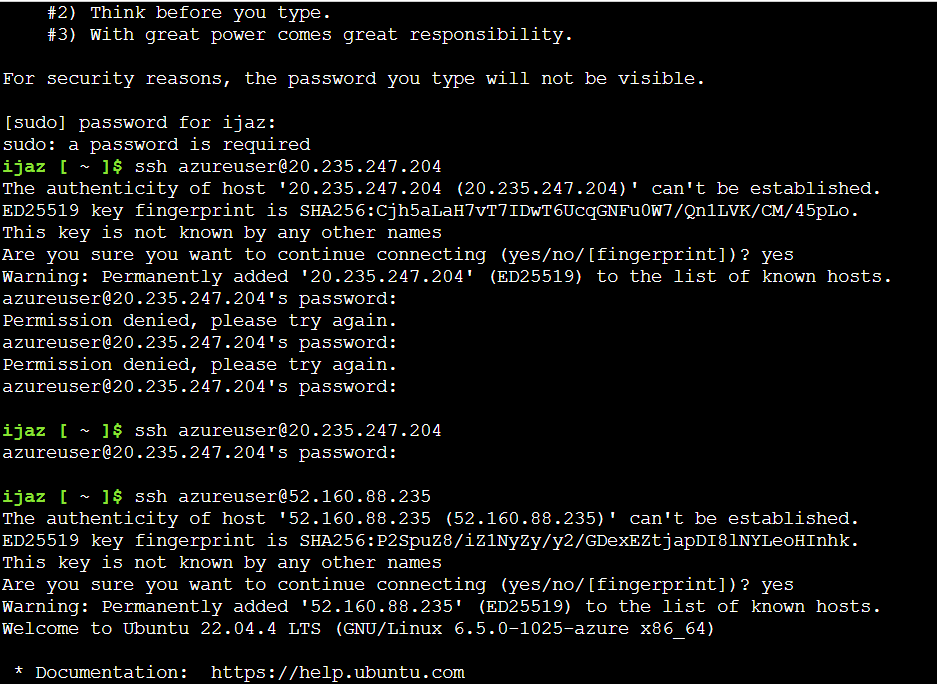 #2) Think before you type.
#3) With great power comes great responsibility.
For security reasons, the password you type will not be visible.
[sudo] password for ijaz:
sudo: a password is required
ijaz [ ~ ]$ ssh azureuser@20.235.247.204
The authenticity of host '20.235.247.204 (20.235.247.204)' can't be established.
ED25519 key fingerprint is SHA256:Cjh5aLaH7vT7IDwT6UcqGNFu0W7/Qn1LVK/CM/45pLo.
This key is not known by any other names
Are you sure you want to continue connecting (yes/no/[fingerprint])? yes
Warning: Permanently added '20.235.247.204' (ED25519) to the list of known hosts.
azureuser@20.235.247.204's password:
Permission denied, please try again.
azureuser@20.235.247.204's password:
Permission denied, please try again.
azureuser@20.235.247.204's password:
ijaz [ ~ ]$ ssh azureuser@20.235.247.204
azureuser@20.235.247.204's password:
ijaz [ ~ ]$ ssh azureuser@52.160.88.235
The authenticity of host '52.160.88.235 (52.160.88.235)' can't be established.
ED25519 key fingerprint is SHA256:P2SpuZ8/iZ1NyZy/y2/GDexEZtjapDI8lNYLeoHInhk.
This key is not known by any other names
Are you sure you want to continue connecting (yes/no/[fingerprint])? yes
Warning: Permanently added '52.160.88.235' (ED25519) to the list of known hosts.
Welcome to Ubuntu 22.04.4 LTS (GNU/Linux 6.5.0-1025-azure x86_64)
* Documentation:  https://help.ubuntu.com